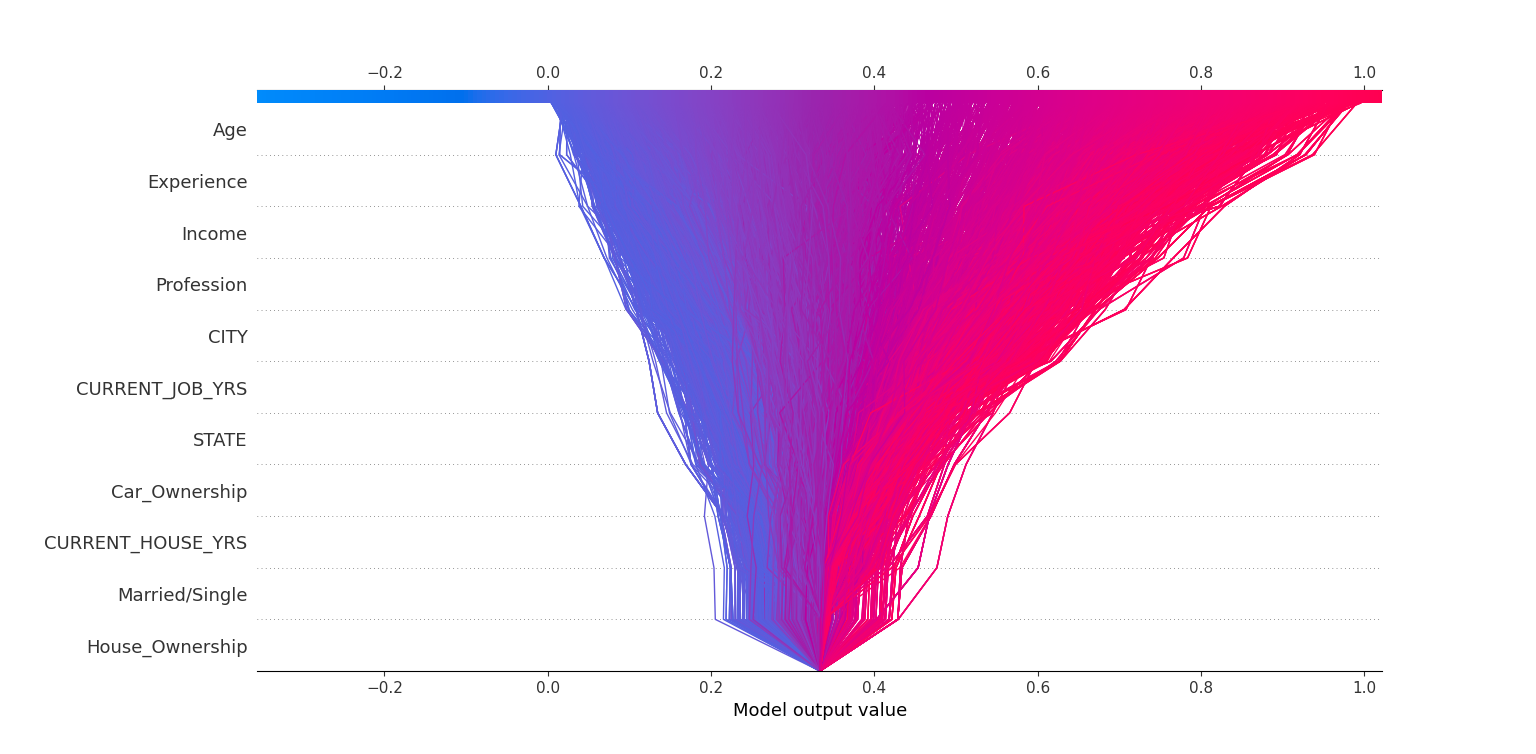 −0.2 0.0 0.2 0.4 0.6 0.8 1.0
Age
Experience
Income
Profession
CITY
CURRENT_JOB_YRS
STATE
Car_Ownership
CURRENT_HOUSE_YRS
Married/Single
House_Ownership
−0.2 0.0 0.2 0.4 0.6 0.8 1.0
Model output value